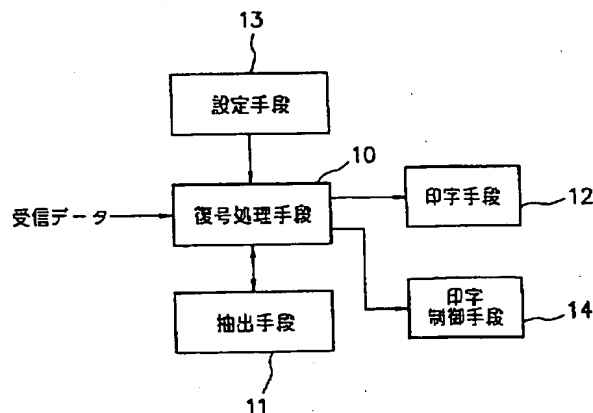 13
設定手段
10
受信データ
復号処理手段
印字手段
12
抽出手段
印字
制御手段
14
11